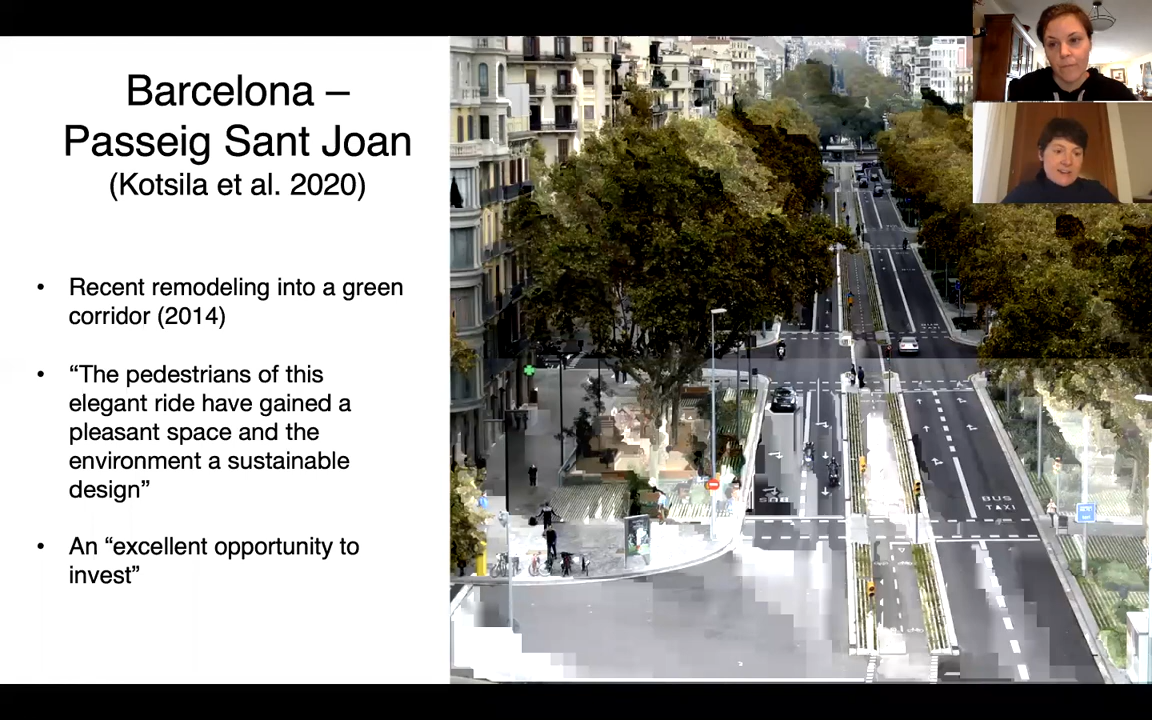 Barcelona –
Passeig Sant Joan
(Kotsila et al. 2020)
• Recent remodeling into a green
corridor (2014)
• “The pedestrians of this
elegant ride have gained a
pleasant space and the
environment a sustainable
design”
• An “excellent opportunity to
invest”
BUS
TAXI